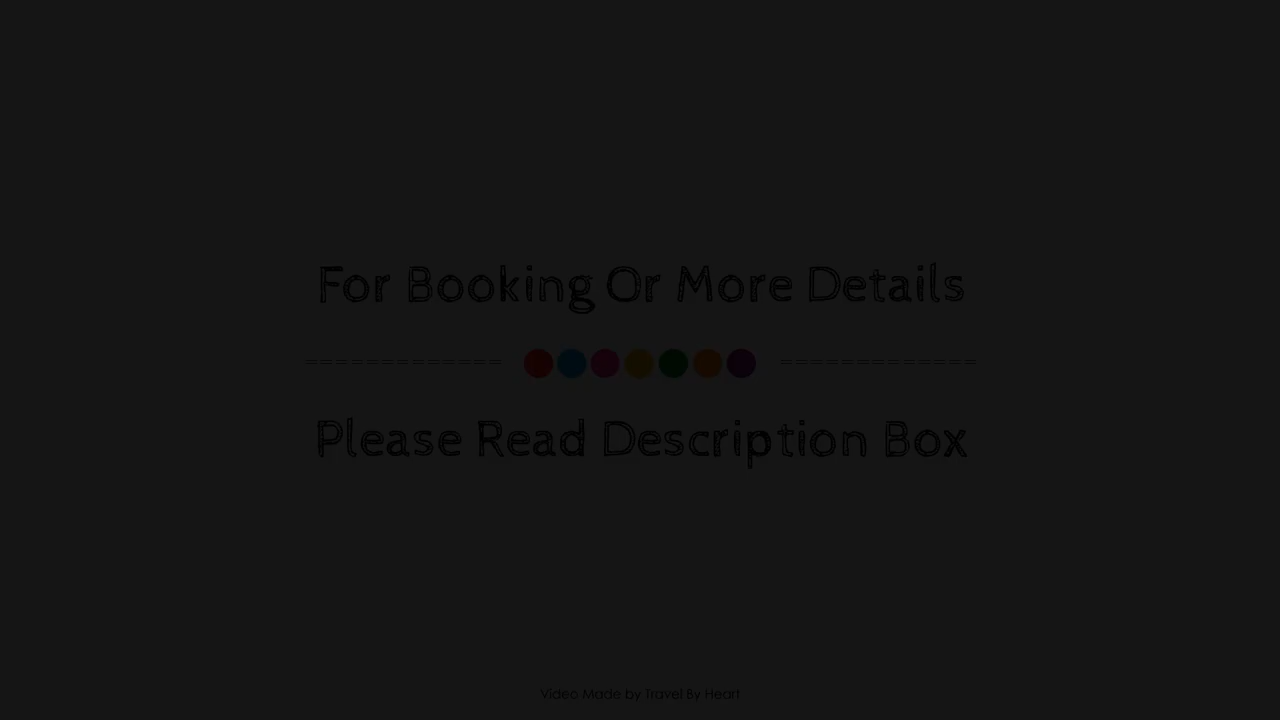 For Booking Or More Details
============= =============
Please Read Description Box
Video Made by Travel By Heart